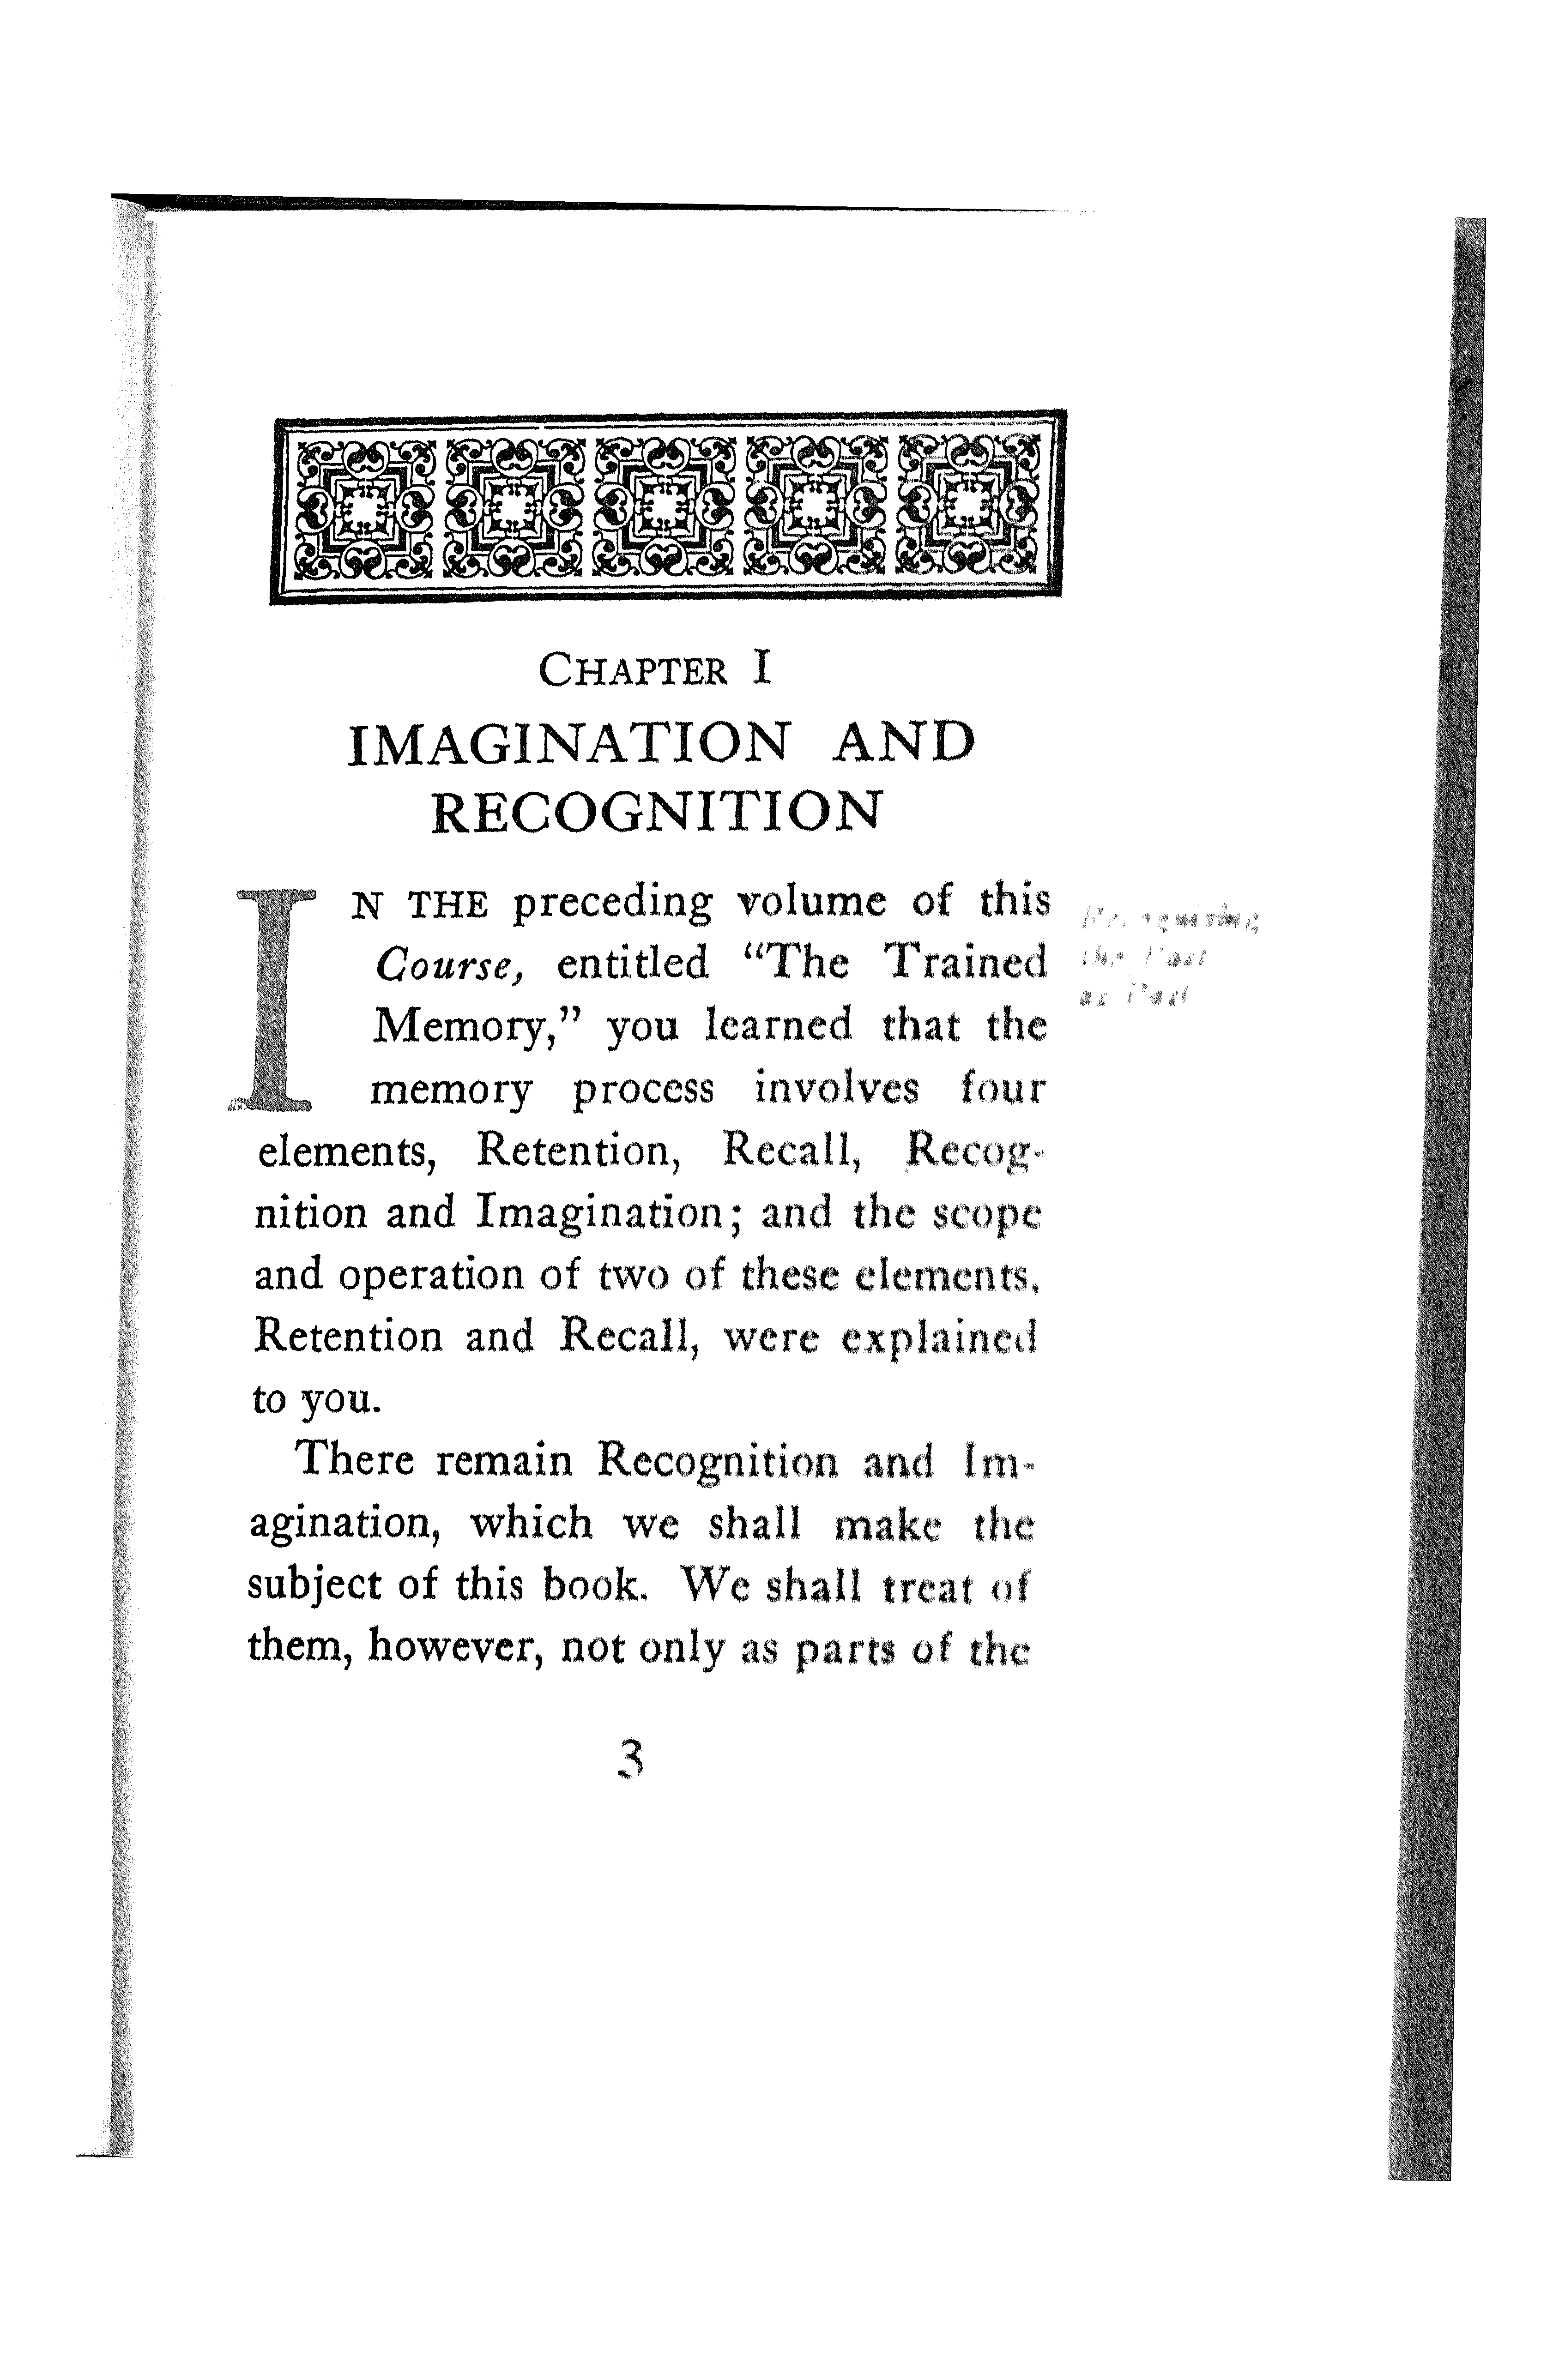 CHAPTER I
IMAGINATION AND
RECOGNITION
IN THE preceding volume of this
Course, entitled "The Trained
Memory," you learned that the
memory process involves four
elements, Retention, Recall, Recog-
nition and Imagination; and the scope
and operation of two of these elements,
Retention and Recall, were explained
to you.
There remain Recognition and Im-
agination, which we shall make the
subject of this book. We shall treat of
them, however, not only as parts of the
Recognizing
the Past
as Past
3